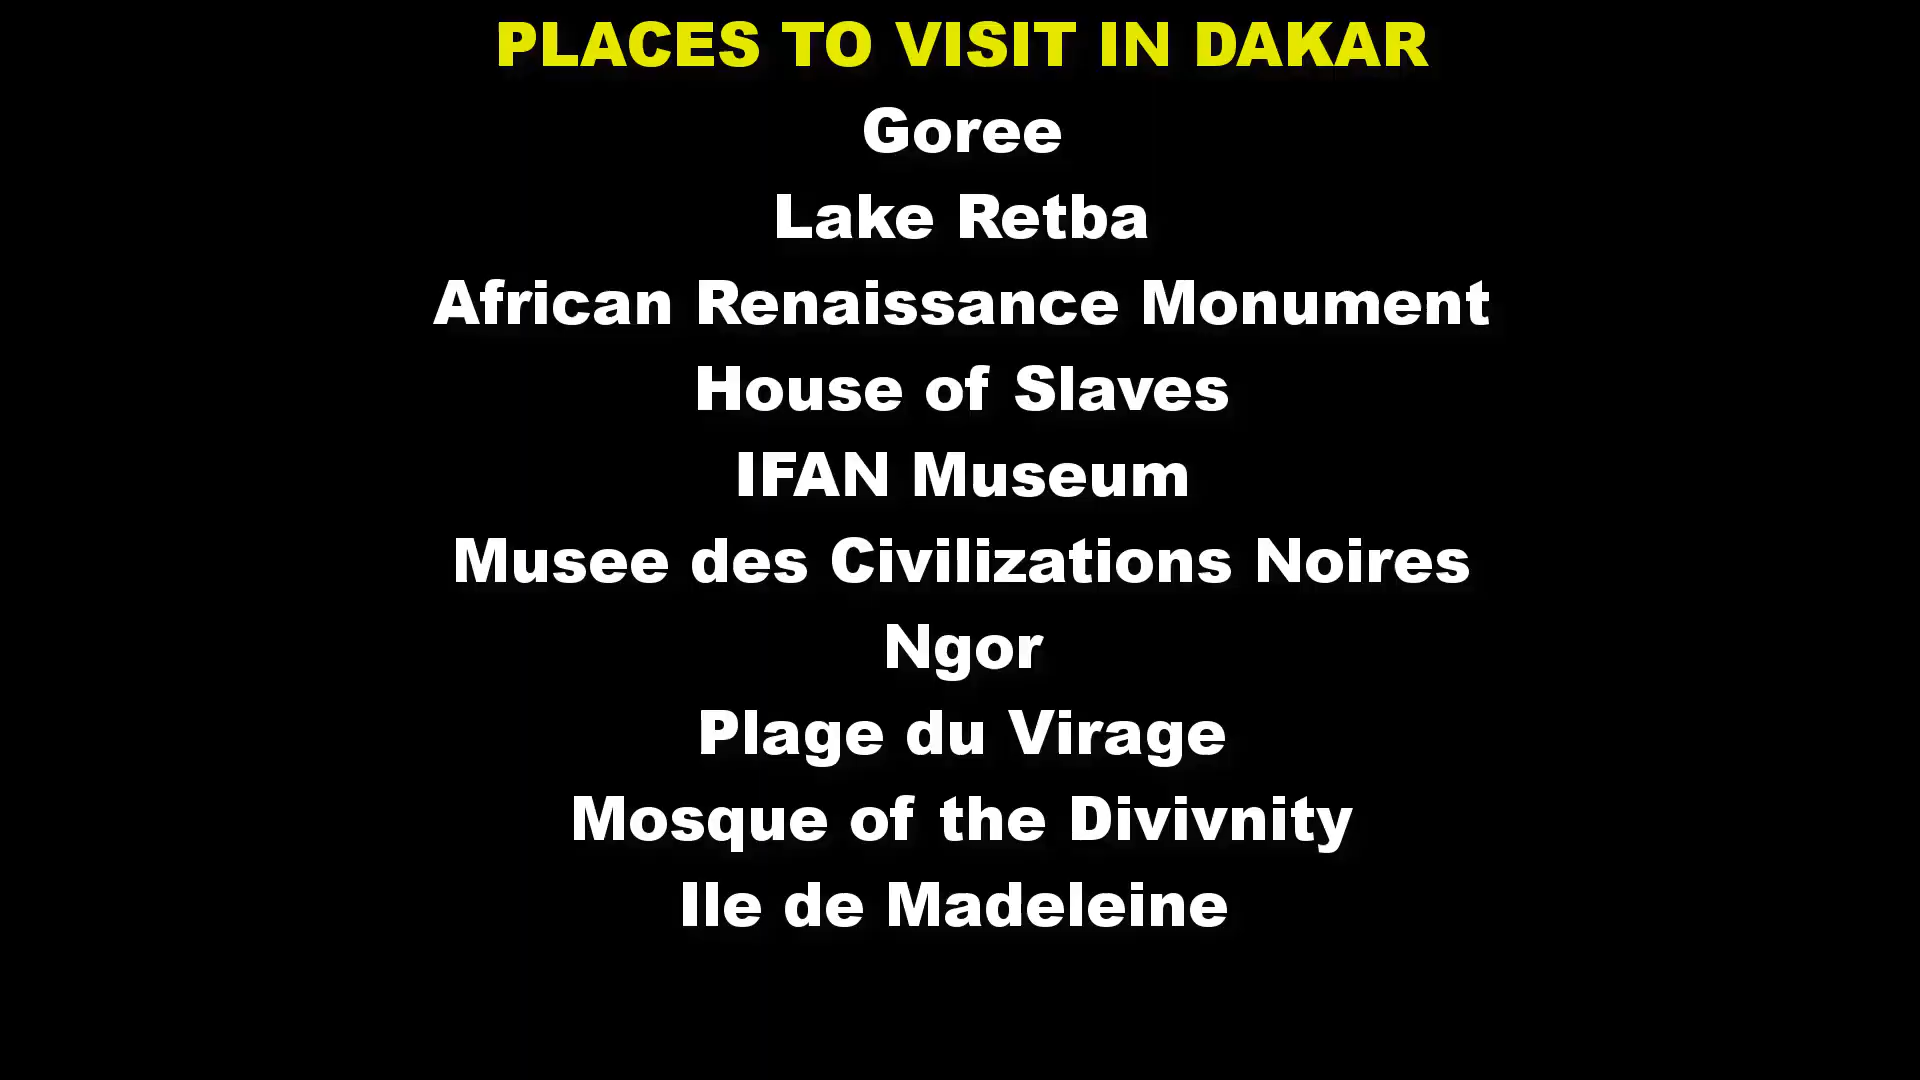 PLACES TO VISIT IN DAKAR
Goree
Lake Retba
African Renaissance Monument
House of Slaves
IFAN Museum
Musee des Civilizations Noires
Ngor
Plage du Virage
Mosque of the Divivnity
Ile de Madeleine